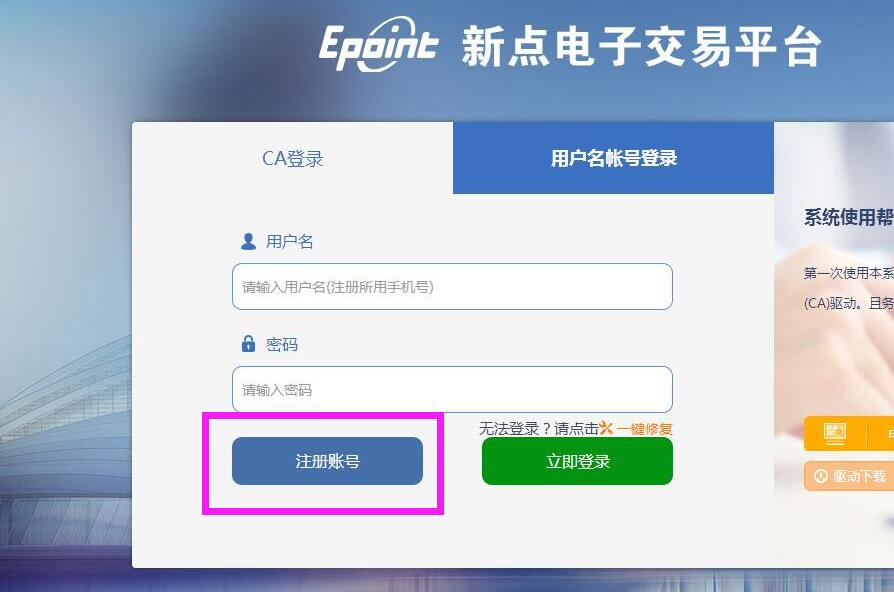 Epoint 新点电子交易平台
CA登录
用户名帐号登录
用户名
请输入用户名(注册所用手机号)
密码
请输入密码
无法登录？请点击 一键修复
注册账号
立即登录
系统使用帮
第一次使用本系
(CA)驱动。且务
驱动下载